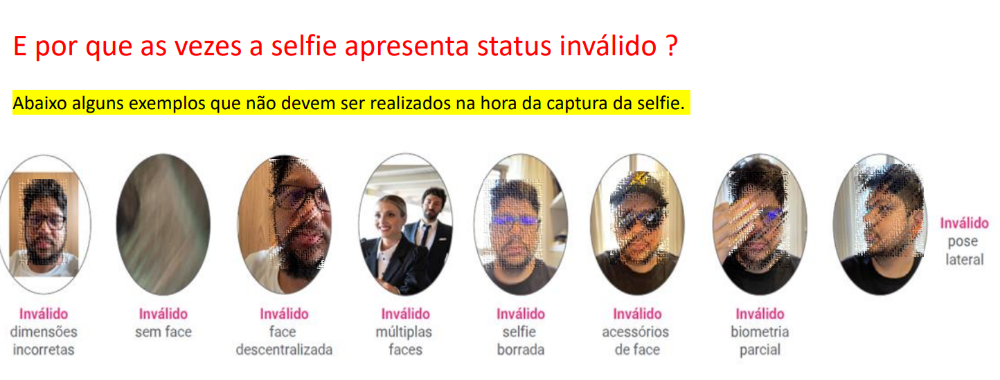 E por que as vezes a selfie apresenta status inválido ?
Abaixo alguns exemplos que não devem ser realizados na hora da captura da selfie.
Inválido
dimensões
incorretas
Inválido
sem face
Inválido
face
descentralizada
Inválido
múltiplas
faces
Inválido
selfie
borrada
Inválido
acessórios
de face
Inválido
biometria
parcial
Inválido
pose
lateral